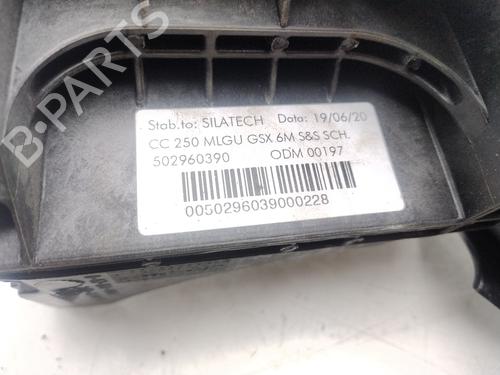 B-PARTS
Stab.to: SILATECH Data: 19/06/20
CC 250 MLGU GSX 6M S&S SCH.
502960390 ODM 00197
0050296039000228